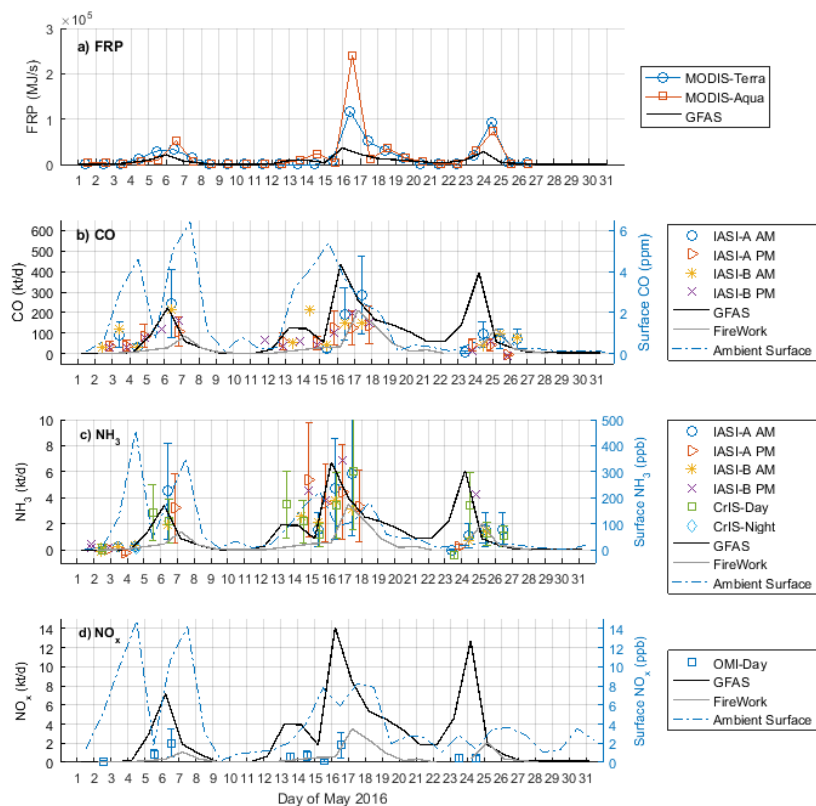 × 10⁵
3
2
1
0
a) FRP
FRP (MJ/s)
1 2 3 4 5 6 7 8 9 10 11 12 13 14 15 16 17 18 19 20 21 22 23 24 25 26 27 28 29 30 31
MODIS-Terra
MODIS-Aqua
GFAS
600
500
400
300
200
100
0
b) CO
CO (kt/d)
6
4
2
0
Surface CO (ppm)
1 2 3 4 5 6 7 8 9 10 11 12 13 14 15 16 17 18 19 20 21 22 23 24 25 26 27 28 29 30 31
IASI-A AM
IASI-A PM
IASI-B AM
IASI-B PM
GFAS
FireWork
Ambient Surface
10
8
6
4
2
0
c) NH₃
NH₃ (kt/d)
500
400
300
200
100
0
Surface NH₃ (ppb)
1 2 3 4 5 6 7 8 9 10 11 12 13 14 15 16 17 18 19 20 21 22 23 24 25 26 27 28 29 30 31
IASI-A AM
IASI-A PM
IASI-B AM
IASI-B PM
CrIS-Day
CrIS-Night
GFAS
FireWork
Ambient Surface
14
12
10
8
6
4
2
0
d) NOₓ
NOₓ (kt/d)
14
12
10
8
6
4
2
0
Surface NOₓ (ppb)
1 2 3 4 5 6 7 8 9 10 11 12 13 14 15 16 17 18 19 20 21 22 23 24 25 26 27 28 29 30 31
Day of May 2016
OMI-Day
GFAS
FireWork
Ambient Surface